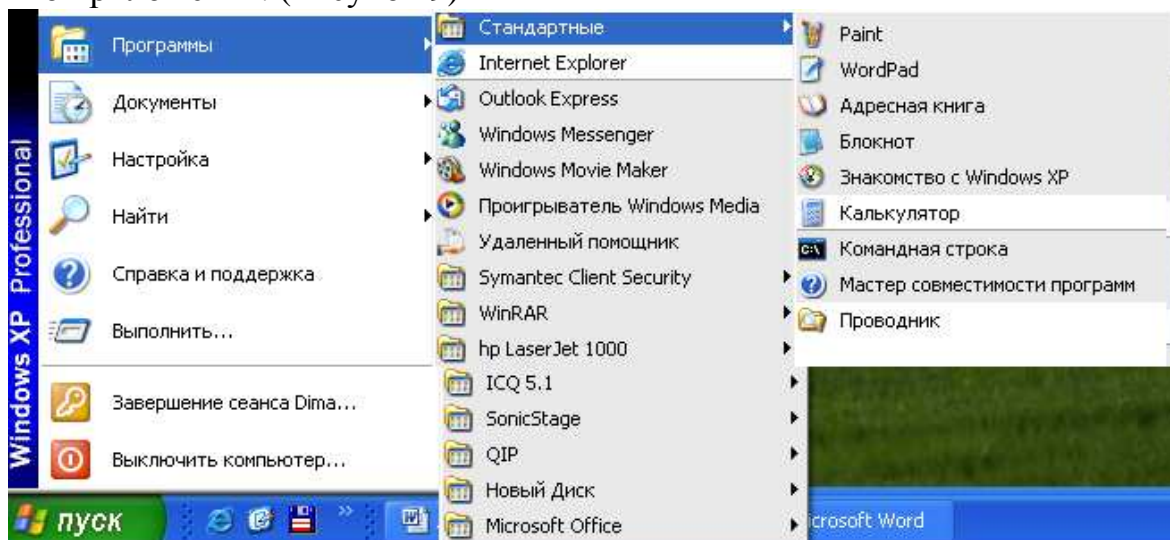 Программы
Документы
Настройка
Найти
Справка и поддержка
Выполнить...
Завершение сеанса Dima...
Выключить компьютер...
Windows XP Professional
Стандартные
Internet Explorer
Outlook Express
Windows Messenger
Windows Movie Maker
Проигрыватель Windows Media
Удаленный помощник
Symantec Client Security
WinRAR
hp LaserJet 1000
ICQ 5.1
SonicStage
QIP
Новый Диск
Microsoft Office
Paint
WordPad
Адресная книга
Блокнот
Знакомство с Windows XP
Калькулятор
Командная строка
Мастер совместимости программ
Проводник
пуск
crosoft Word